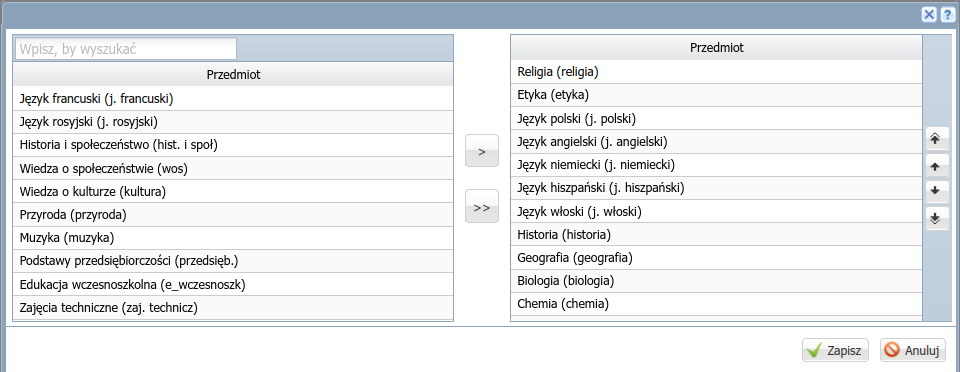 Wpisz, by wyszukać
Przedmiot
Język francuski (j. francuski)
Język rosyjski (j. rosyjski)
Historia i społeczeństwo (hist. i społ)
Wiedza o społeczeństwie (wos)
Wiedza o kulturze (kultura)
Przyroda (przyroda)
Muzyka (muzyka)
Podstawy przedsiębiorczości (przedsięb.)
Edukacja wczesnoszkolna (e_wczesnoszk)
Zajęcia techniczne (zaj. technicz)
>
>>
Przedmiot
Religia (religia)
Etyka (etyka)
Język polski (j. polski)
Język angielski (j. angielski)
Język niemiecki (j. niemiecki)
Język hiszpański (j. hiszpański)
Język włoski (j. włoski)
Historia (historia)
Geografia (geografia)
Biologia (biologia)
Chemia (chemia)
Zapisz
Anuluj